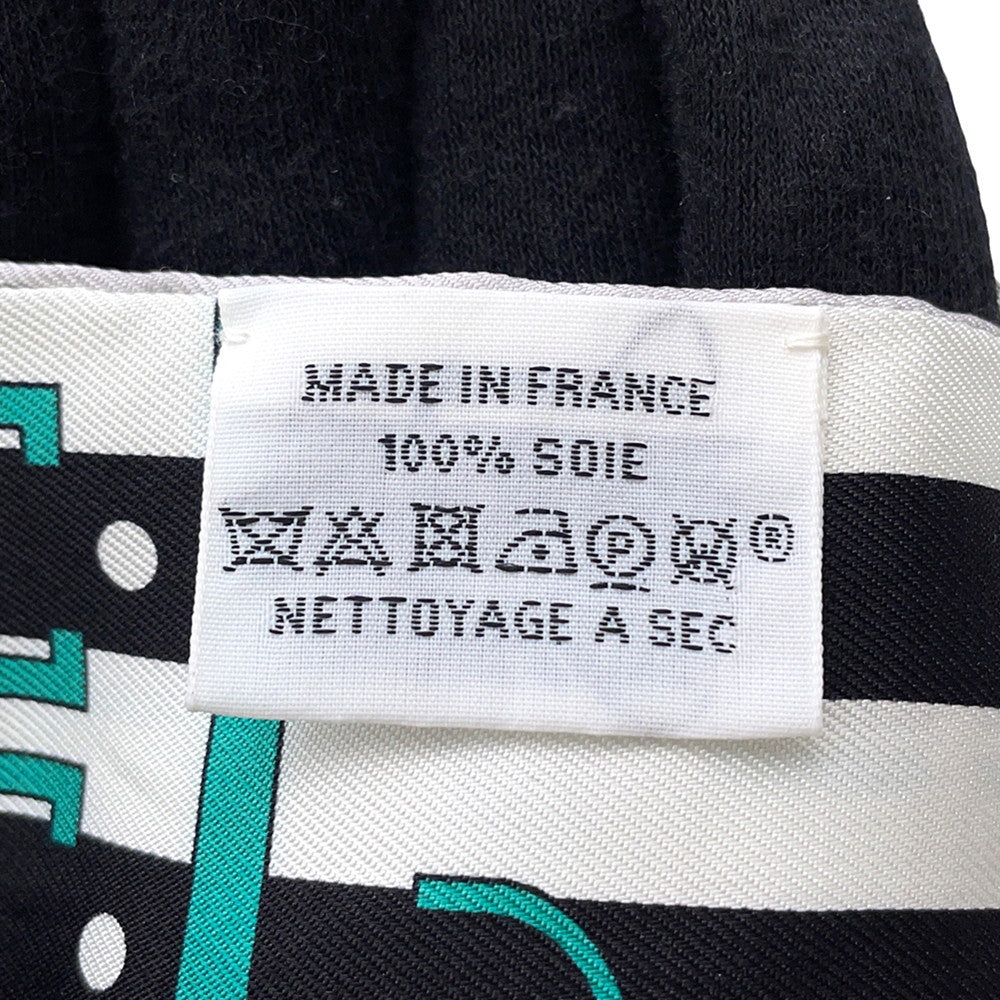 MADE IN FRANCE
100% SOIE
P W ®
NETTOYAGE A SEC